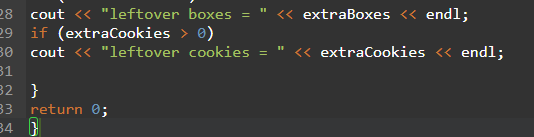 28 cout << "leftover boxes = " << extraBoxes << endl;
29 if (extraCookies > 0)
30 cout << "leftover cookies = " << extraCookies << endl;
31
32 }
33 return 0;
34 }